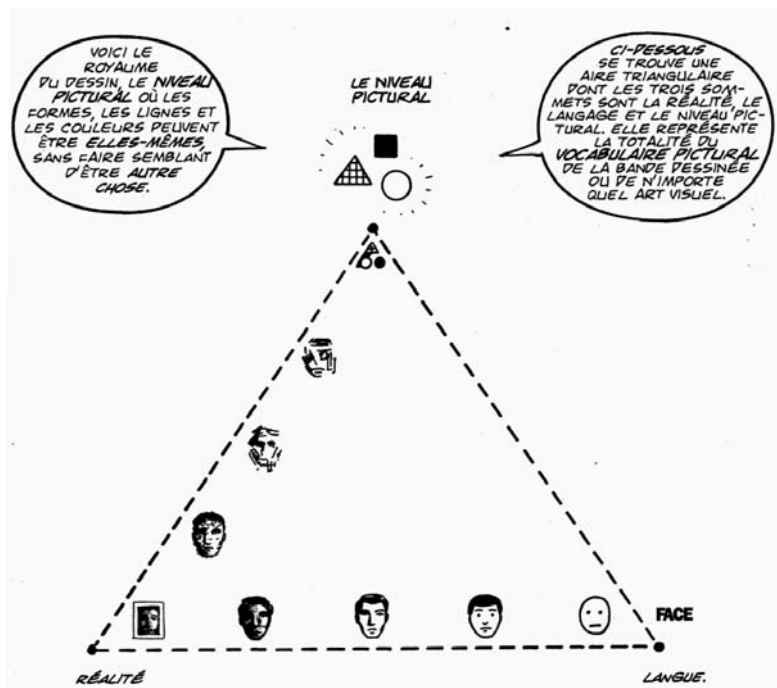 VOICI LE
ROYAUME
DU DESSIN, LE NIVEAU
PICTURAL OÙ LES
FORMES, LES LIGNES ET
LES COULEURS PEUVENT
ÊTRE ELLES-MÊMES,
SANS FAIRE SEMBLANT
D'ÊTRE AUTRE
CHOSE.
LE NIVEAU
PICTURAL
CI-DESSOUS
SE TROUVE UNE
AIRE TRIANGULAIRE
DONT LES TROIS SOM-
METS SONT LA RÉALITÉ, LE
LANGAGE ET LE NIVEAU PIC-
TURAL. ELLE REPRÉSENTE
LA TOTALITÉ DU
VOCABULAIRE PICTURAL
DE LA BANDE DESSINÉE
OU DE N'IMPORTE
QUEL ART VISUEL.
FACE
RÉALITÉ
LANGUE.